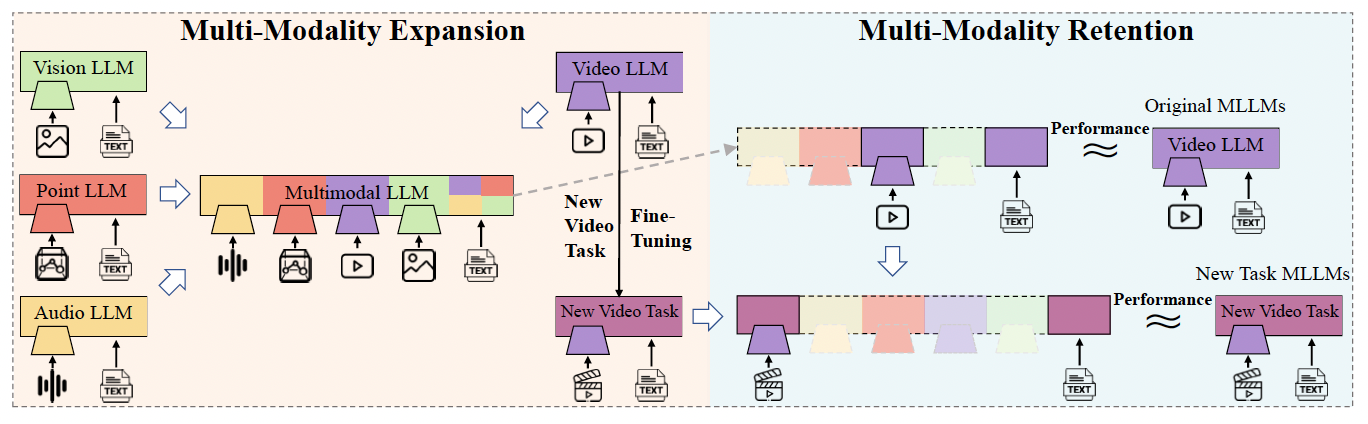 Multi-Modality Expansion
Multi-Modality Retention
Vision LLM
TEXT
Point LLM
TEXT
Audio LLM
TEXT
Multimodal LLM
TEXT
Video LLM
TEXT
New
Video
Task
Fine-
Tuning
New Video Task
TEXT
TEXT
Performance
≈
Original MLLMs
Video LLM
TEXT
TEXT
Performance
≈
New Task MLLMs
New Video Task
TEXT